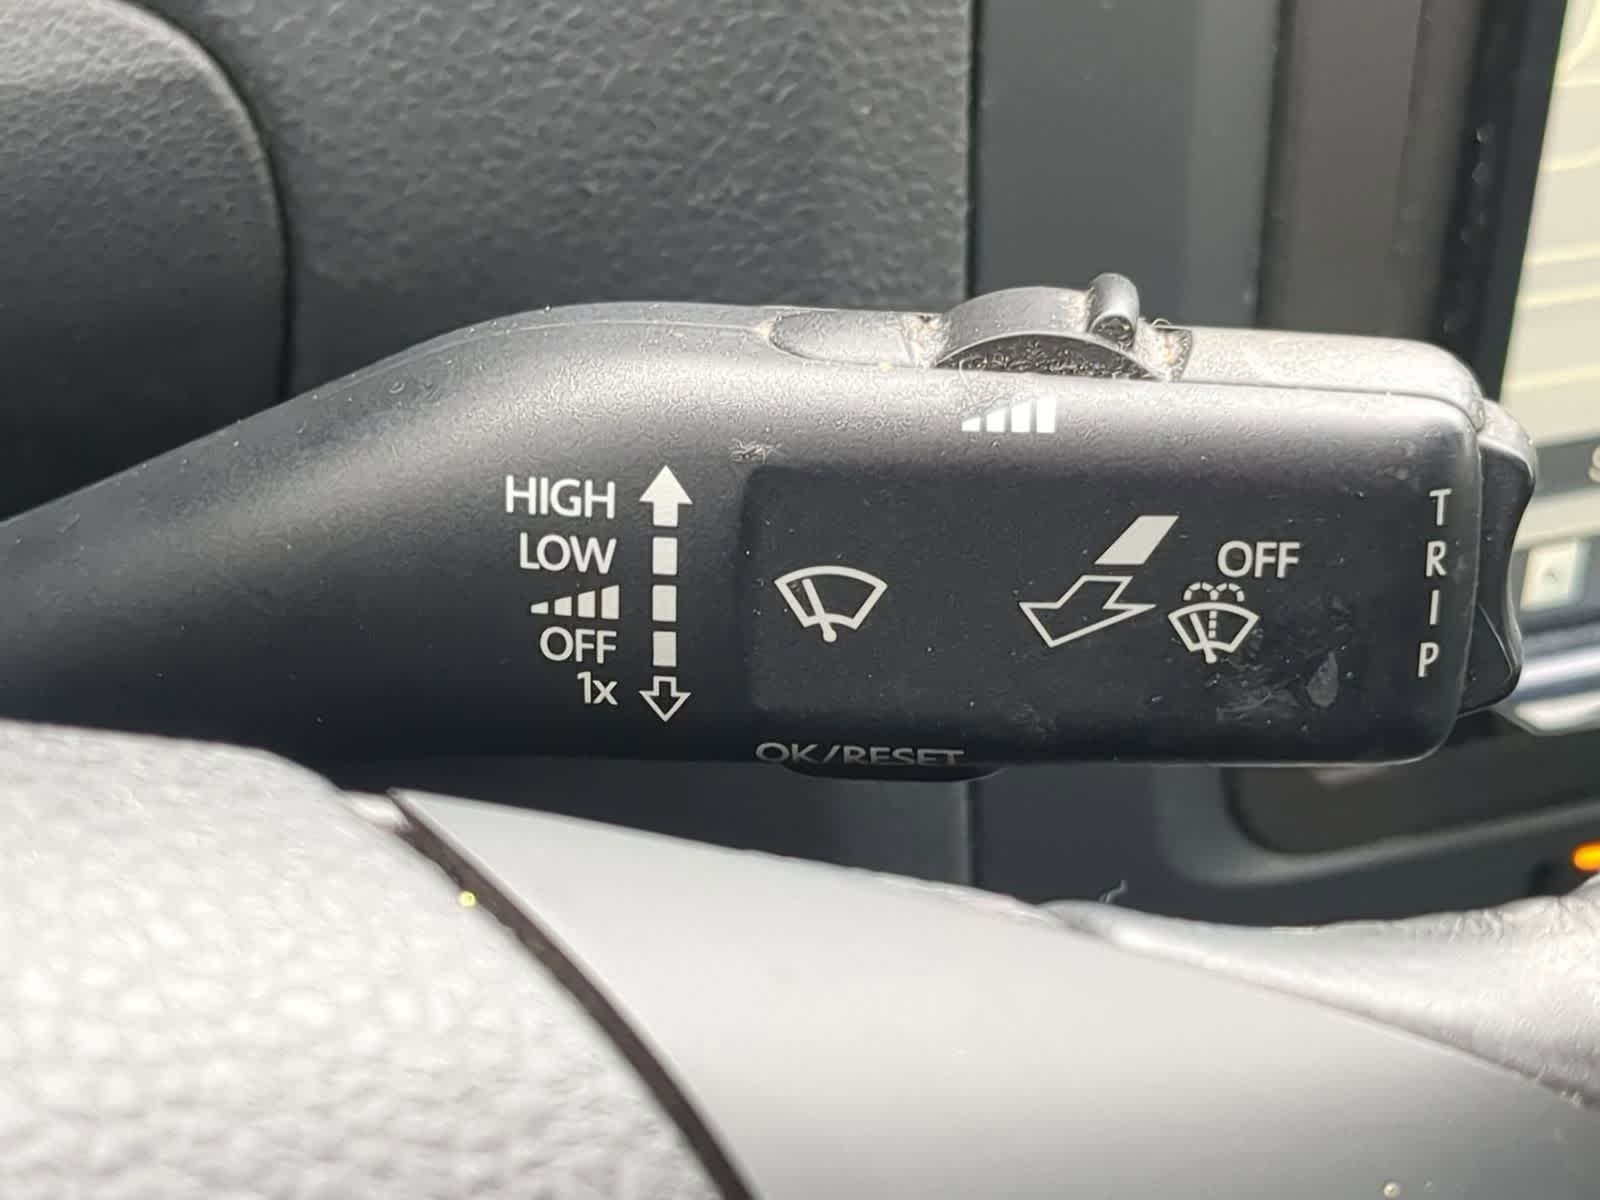 HIGH
LOW
OFF
1x
OFF
TRIP
OK/RESET